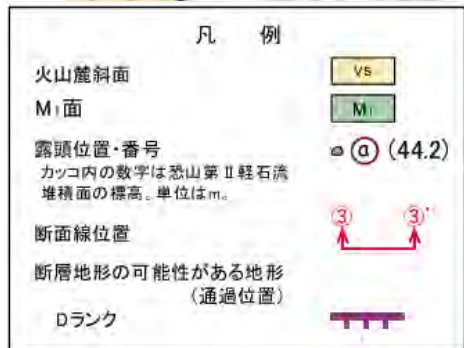 凡 例
火山麓斜面 vs
M1面 M1
露頭位置・番号 ⓐ (44.2)
カッコ内の数字は恐山第Ⅱ軽石流
堆積面の標高。単位はm。
断面線位置 ③ ③'
断層地形の可能性がある地形
(通過位置)
Dランク